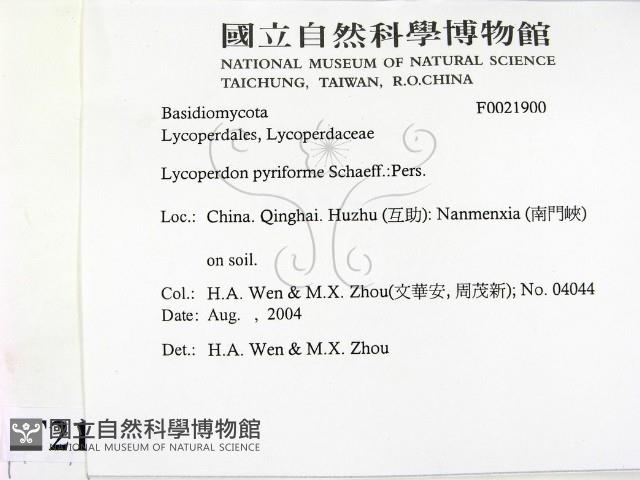 國立自然科學博物館
NATIONAL MUSEUM OF NATURAL SCIENCE
TAICHUNG, TAIWAN, R.O.CHINA
Basidiomycota F0021900
Lycoperdales, Lycoperdaceae
Lycoperdon pyriforme Schaeff.:Pers.
Loc.: China. Qinghai. Huzhu (互助): Nanmenxia (南門峽)
on soil.
Col.: H.A. Wen & M.X. Zhou(文華安, 周茂新); No. 04044
Date: Aug. , 2004
Det.: H.A. Wen & M.X. Zhou
國立自然科學博物館
NATIONAL MUSEUM OF NATURAL SCIENCE